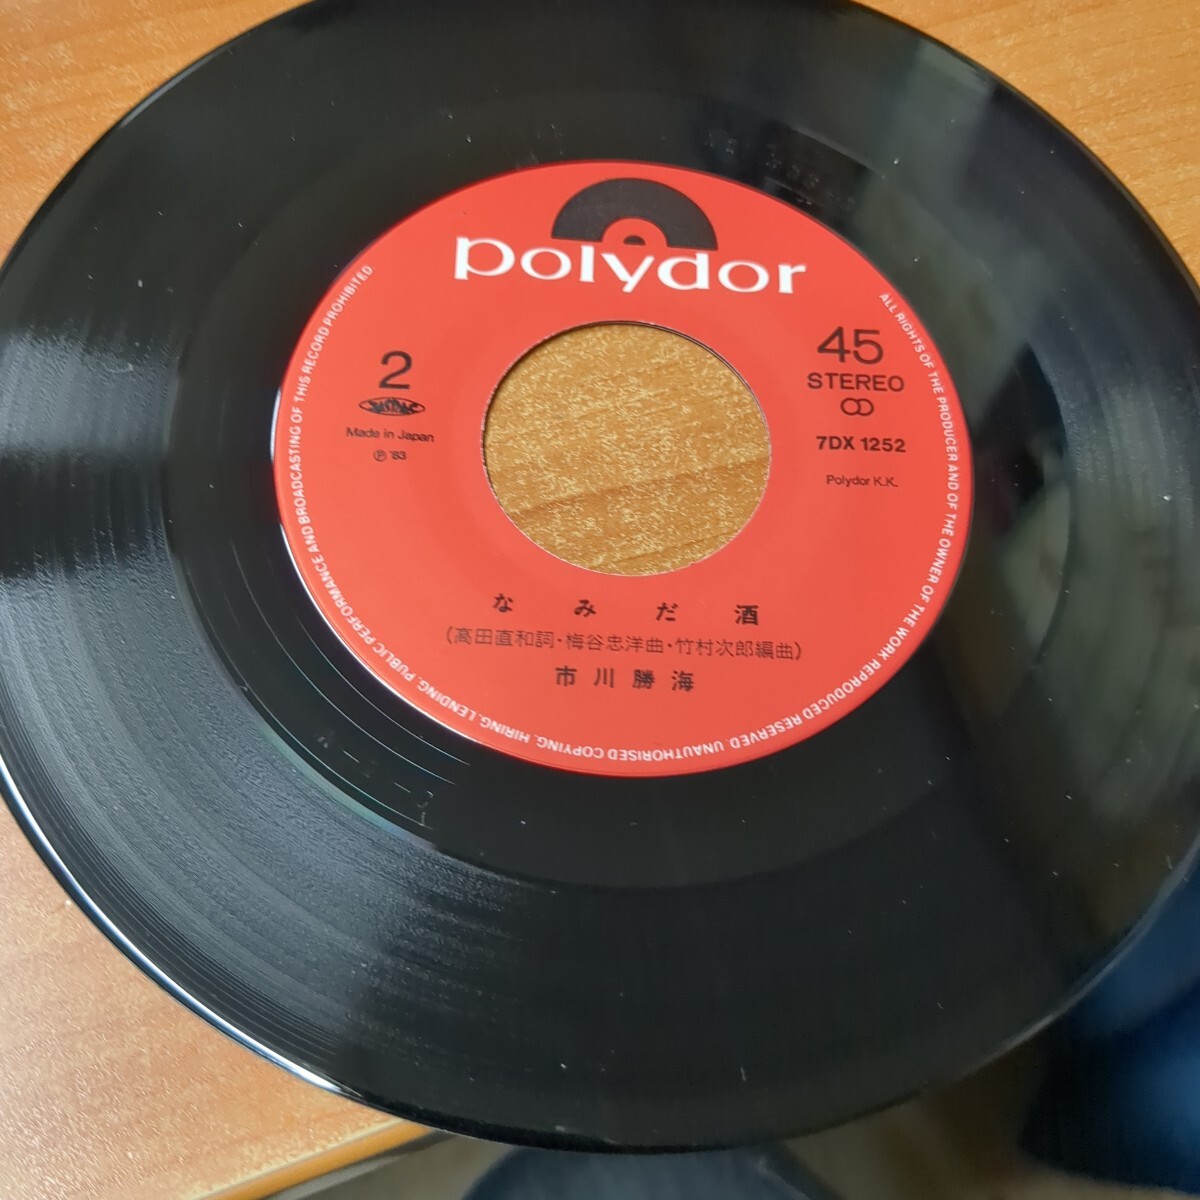 polydor
2
JASRAC
Made in Japan
℗ '83
45
STEREO
7DX 1252
Polydor K.K.
なみだ酒
(高田直和詞・梅谷忠洋曲・竹村次郎編曲)
市川勝海
ALL RIGHTS OF THE PRODUCER AND OF THE OWNER OF THE WORK REPRODUCED RESERVED. UNAUTHORISED COPYING, HIRING, LENDING, PUBLIC PERFORMANCE AND BROADCASTING OF THIS RECORD PROHIBITED